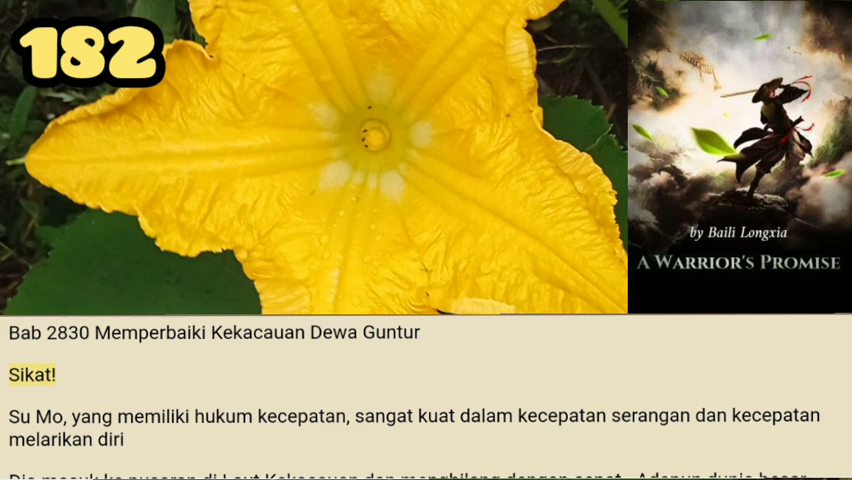 182
by Baili Longxia
A WARRIOR'S PROMISE
Bab 2830 Memperbaiki Kekacauan Dewa Guntur
Sikat!
Su Mo, yang memiliki hukum kecepatan, sangat kuat dalam kecepatan serangan dan kecepatan
melarikan diri